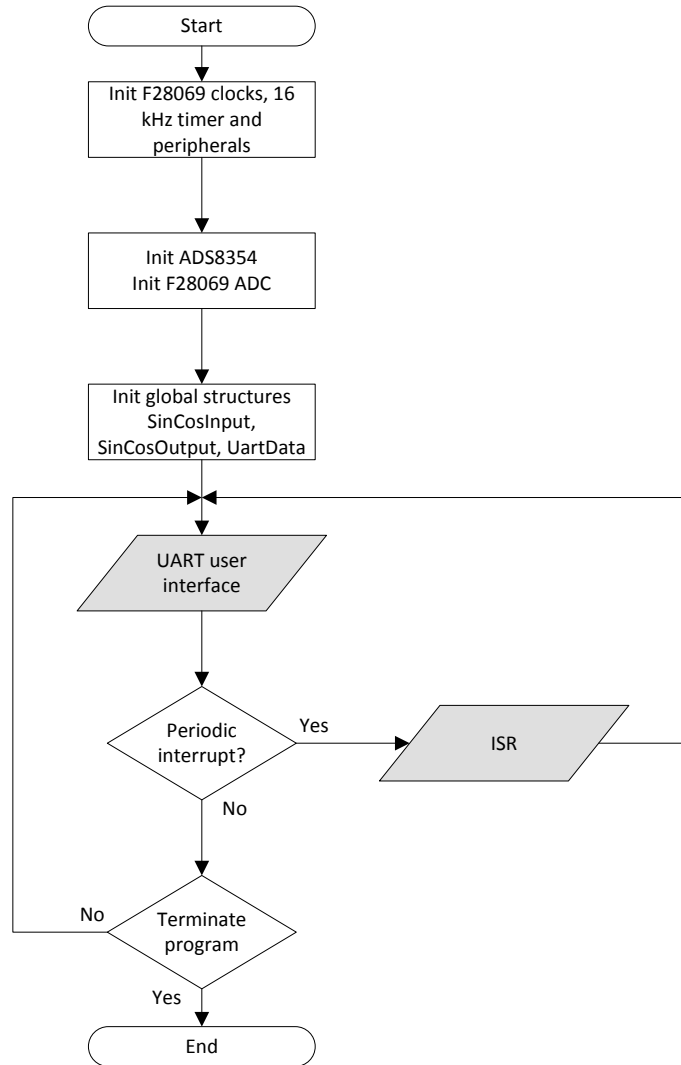 Start
Init F28069 clocks, 16
kHz timer and
peripherals
Init ADS8354
Init F28069 ADC
Init global structures
SinCosInput,
SinCosOutput, UartData
UART user
interface
Periodic
interrupt?
Yes
ISR
No
No
Terminate
program
Yes
End